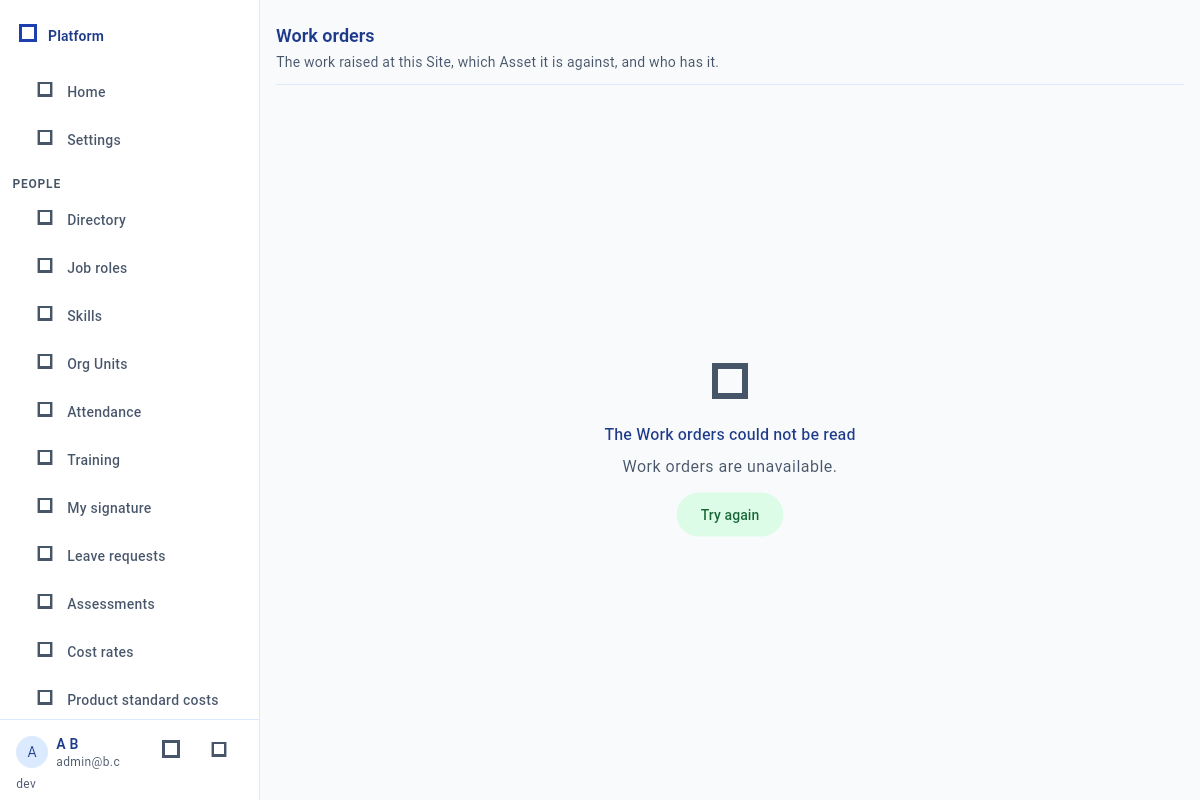 Platform
Home
Settings
PEOPLE
Directory
Job roles
Skills
Org Units
Attendance
Training
My signature
Leave requests
Assessments
Cost rates
Product standard costs
A
A B
admin@b.c
dev
Work orders
The work raised at this Site, which Asset it is against, and who has it.
The Work orders could not be read
Work orders are unavailable.
Try again